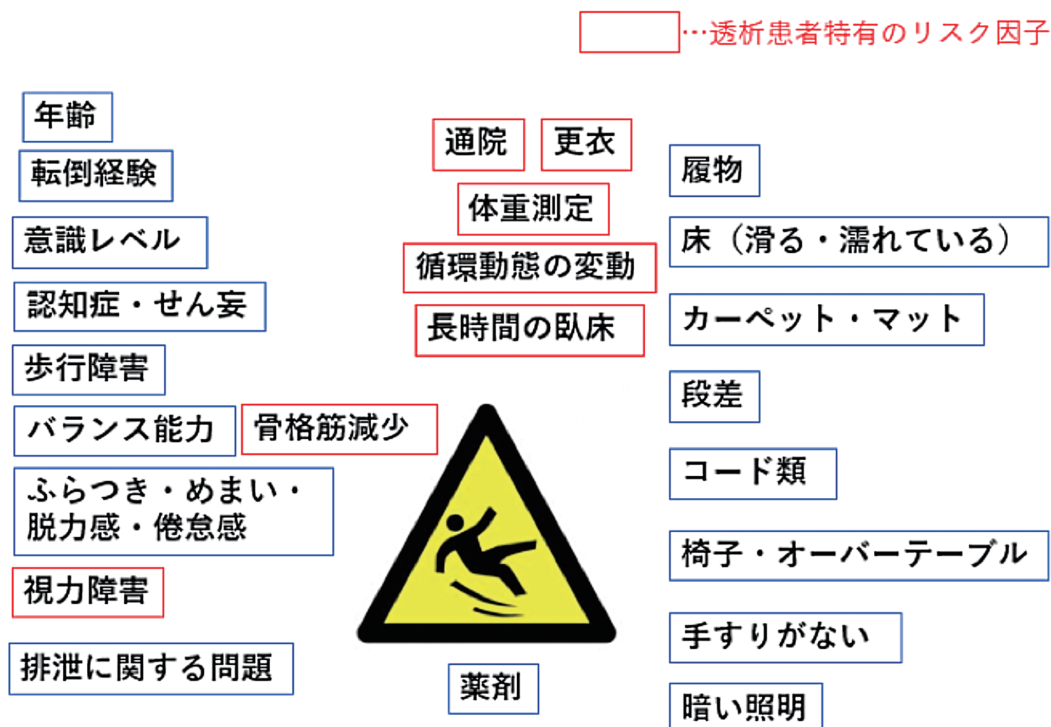 …透析患者特有のリスク因子
年齢
転倒経験
意識レベル
認知症・せん妄
歩行障害
バランス能力
骨格筋減少
ふらつき・めまい・
脱力感・倦怠感
視力障害
排泄に関する問題
通院
更衣
体重測定
循環動態の変動
長時間の臥床
薬剤
履物
床（滑る・濡れている）
カーペット・マット
段差
コード類
椅子・オーバーテーブル
手すりがない
暗い照明